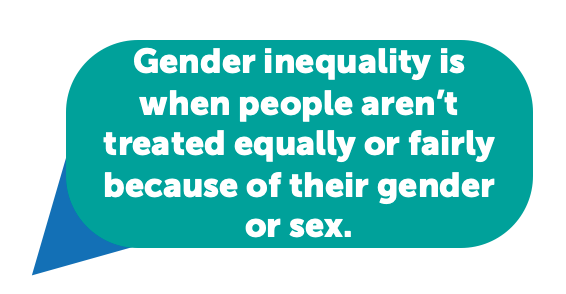 Gender inequality is
when people aren’t
treated equally or fairly
because of their gender
or sex.